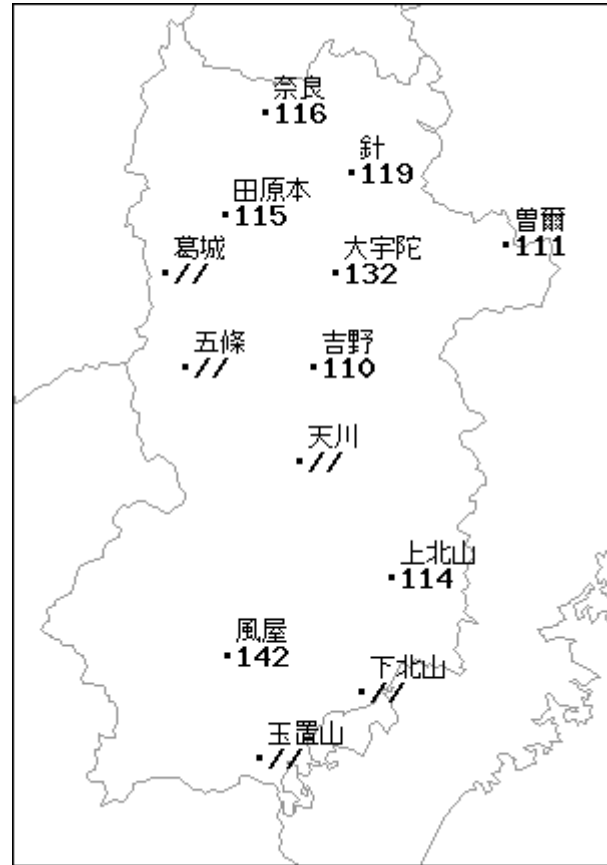 奈良
116
針
119
田原本
115
曽爾
111
葛城
//
大宇陀
132
五條
//
吉野
110
天川
//
上北山
114
風屋
142
下北山
//
玉置山
//